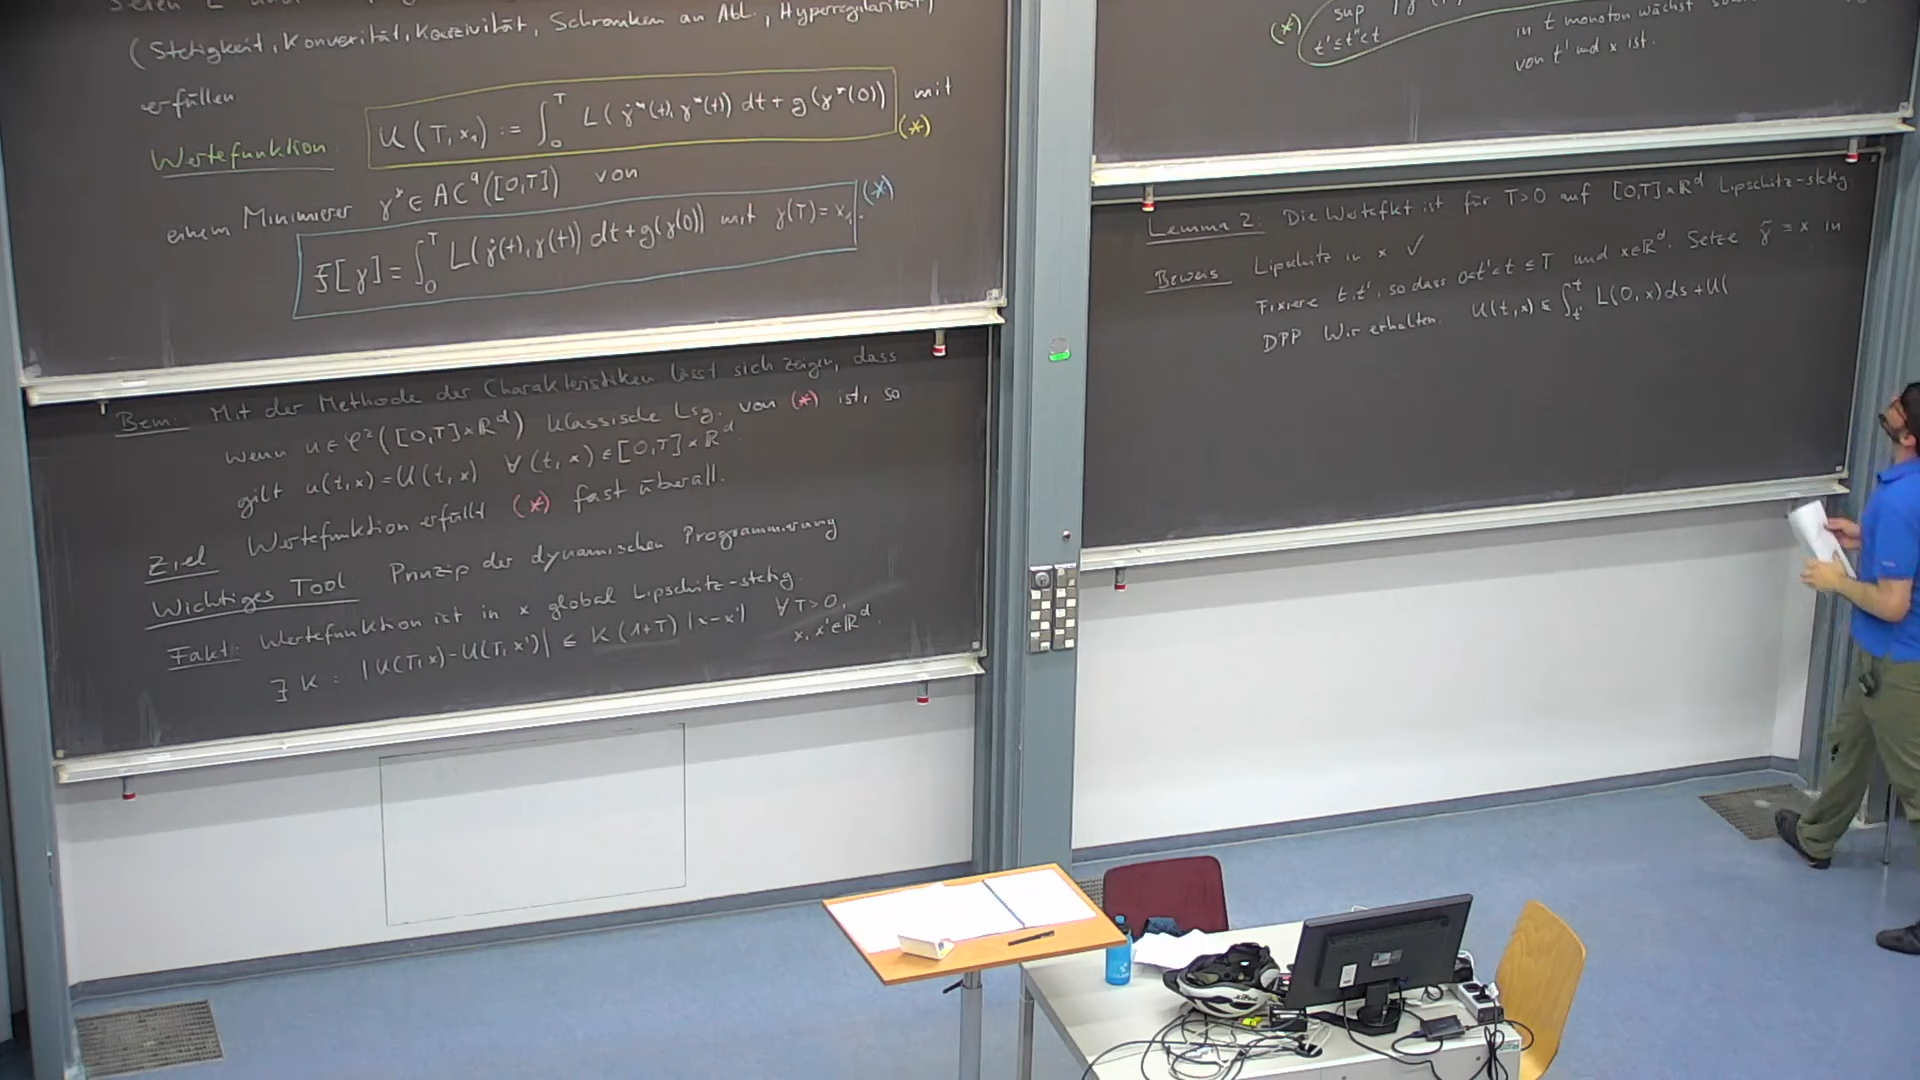 (Stetigkeit, Konvexität, Koerzivität, Schranken an Abl., Hyperregularität)
erfüllen
Wertefunktion: U(T,x₁) := ∫₀ᵀ L(γ̇*(t), γ*(t)) dt + g(γ*(0)) mit (*)
einem Minimierer γ* ∈ AC^q([0,T]) von
F[γ] = ∫₀ᵀ L(γ̇(t), γ(t)) dt + g(γ(0)) mit γ(T) = x₁. (*)
Bem: Mit der Methode der Charakteristiken lässt sich zeigen, dass
wenn u ∈ C²([0,T]×ℝᵈ) klassische Lsg. von (*) ist, so
gilt u(t,x) = U(t,x) ∀(t,x) ∈ [0,T]×ℝᵈ.
Ziel Wertefunktion erfüllt (*) fast überall.
Wichtiges Tool Prinzip der dynamischen Programmierung
Fakt: Wertefunktion ist in x global Lipschitz-stetig.
∃ K : |U(T,x) - U(T,x')| ≤ K(1+T) |x-x'| ∀T>0,
x, x' ∈ ℝᵈ.
(*) sup
t'≤t''≤t
in t monoton wächst
von t' und x ist.
Lemma 2: Die Wertefkt ist für T>0 auf [0,T]×ℝᵈ Lipschitz-stetig.
Beweis Lipschitz in x ✓
Fixiere t,t', so dass 0<t'<t ≤ T und x∈ℝᵈ. Setze γ̃ = x in
DPP Wir erhalten. U(t,x) ≤ ∫_{t'}^{t} L(0,x) ds + U(